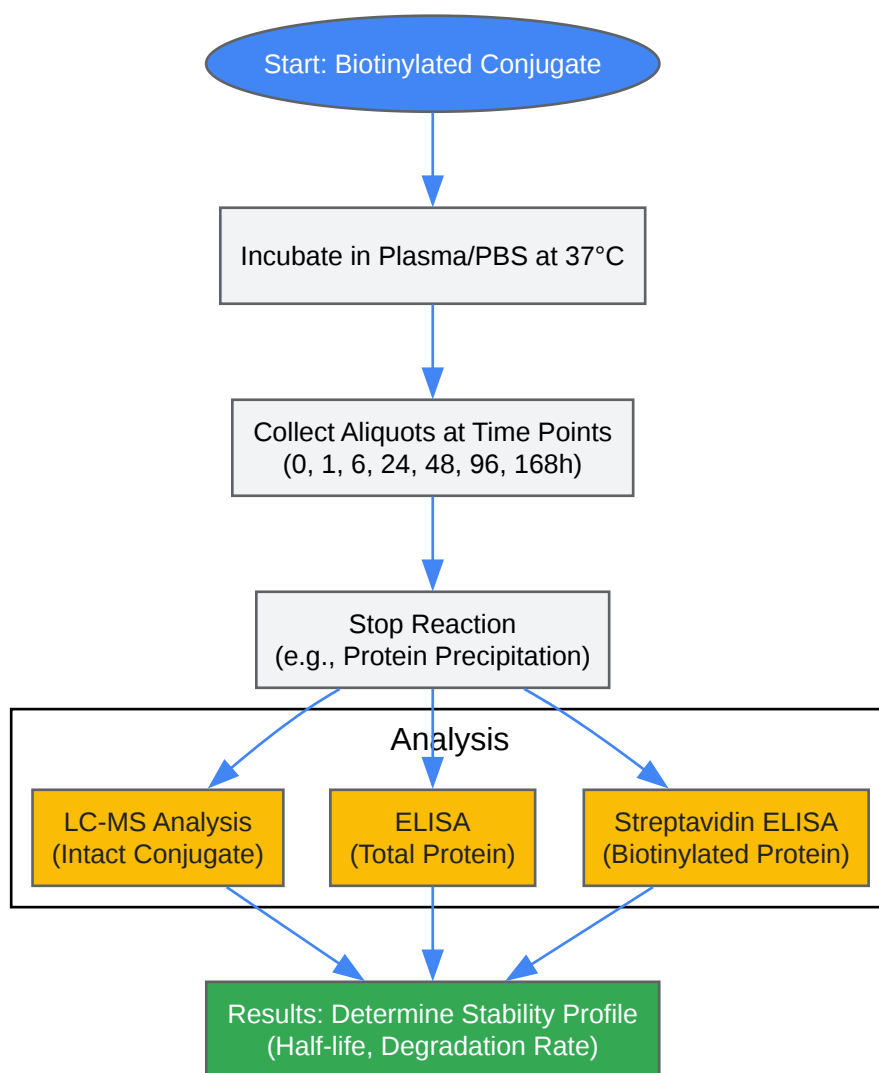 Start: Biotinylated Conjugate
Incubate in Plasma/PBS at 37°C
Collect Aliquots at Time Points
(0, 1, 6, 24, 48, 96, 168h)
Stop Reaction
(e.g., Protein Precipitation)
Analysis
LC-MS Analysis
(Intact Conjugate)
ELISA
(Total Protein)
Streptavidin ELISA
(Biotinylated Protein)
Results: Determine Stability Profile
(Half-life, Degradation Rate)